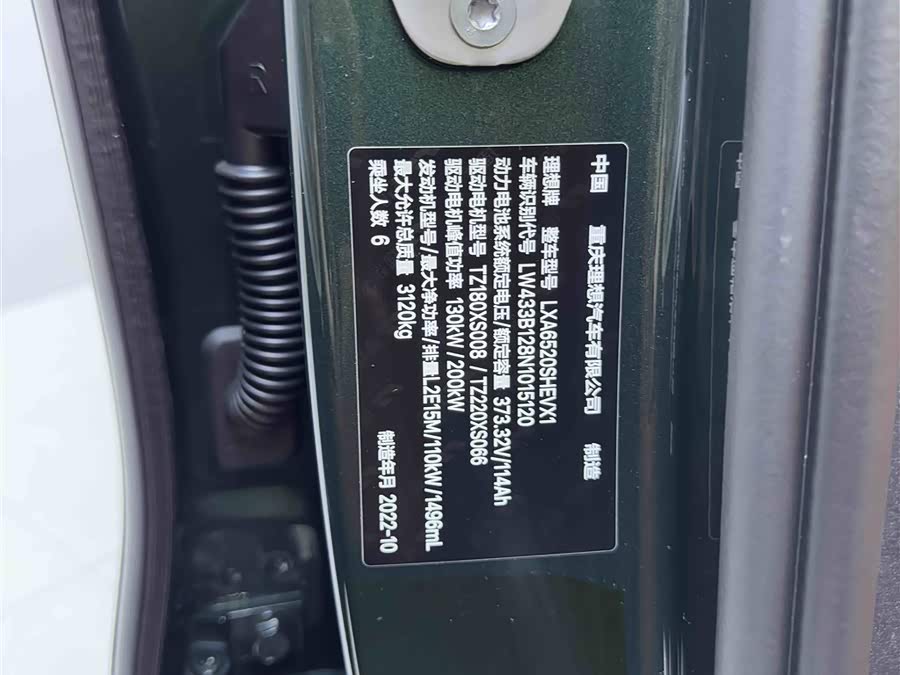 R
中国 重庆理想汽车有限公司 制造
理想牌 整车型号 LXA6520SHEVX1
车辆识别代号 LW433B128N1015120
动力电池系统额定电压/额定容量 373.32V/114Ah
驱动电机型号 TZ180XS008 / TZ220XS066
驱动电机峰值功率 130kW/200kW
发动机型号/最大净功率/排量L2E15M/110kW/1496mL
最大允许总质量 3120kg
乘坐人数 6 制造年月 2022-10